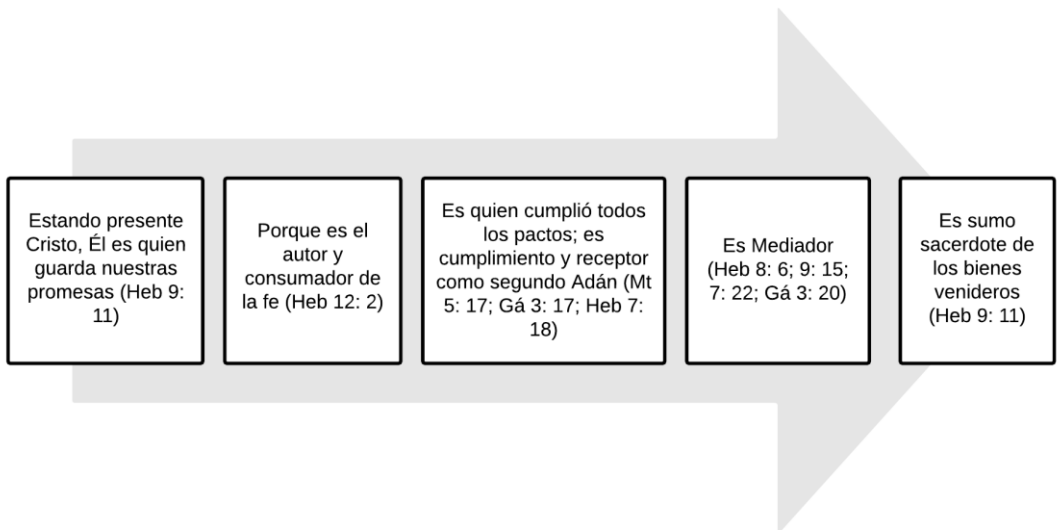 Estando presente
Cristo, Él es quien
guarda nuestras
promesas (Heb 9:
11)
Porque es el
autor y
consumador de
la fe (Heb 12: 2)
Es quien cumplió todos
los pactos; es
cumplimiento y receptor
como segundo Adán (Mt
5: 17; Gá 3: 17; Heb 7:
18)
Es Mediador
(Heb 8: 6; 9: 15;
7: 22; Gá 3: 20)
Es sumo
sacerdote de
los bienes
venideros
(Heb 9: 11)